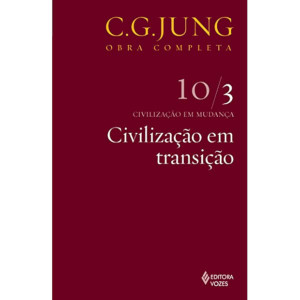 C.G.JUNG
OBRA COMPLETA
10/3
CIVILIZAÇÃO EM MUDANÇA
Civilização em
transição
EDITORA
VOZES